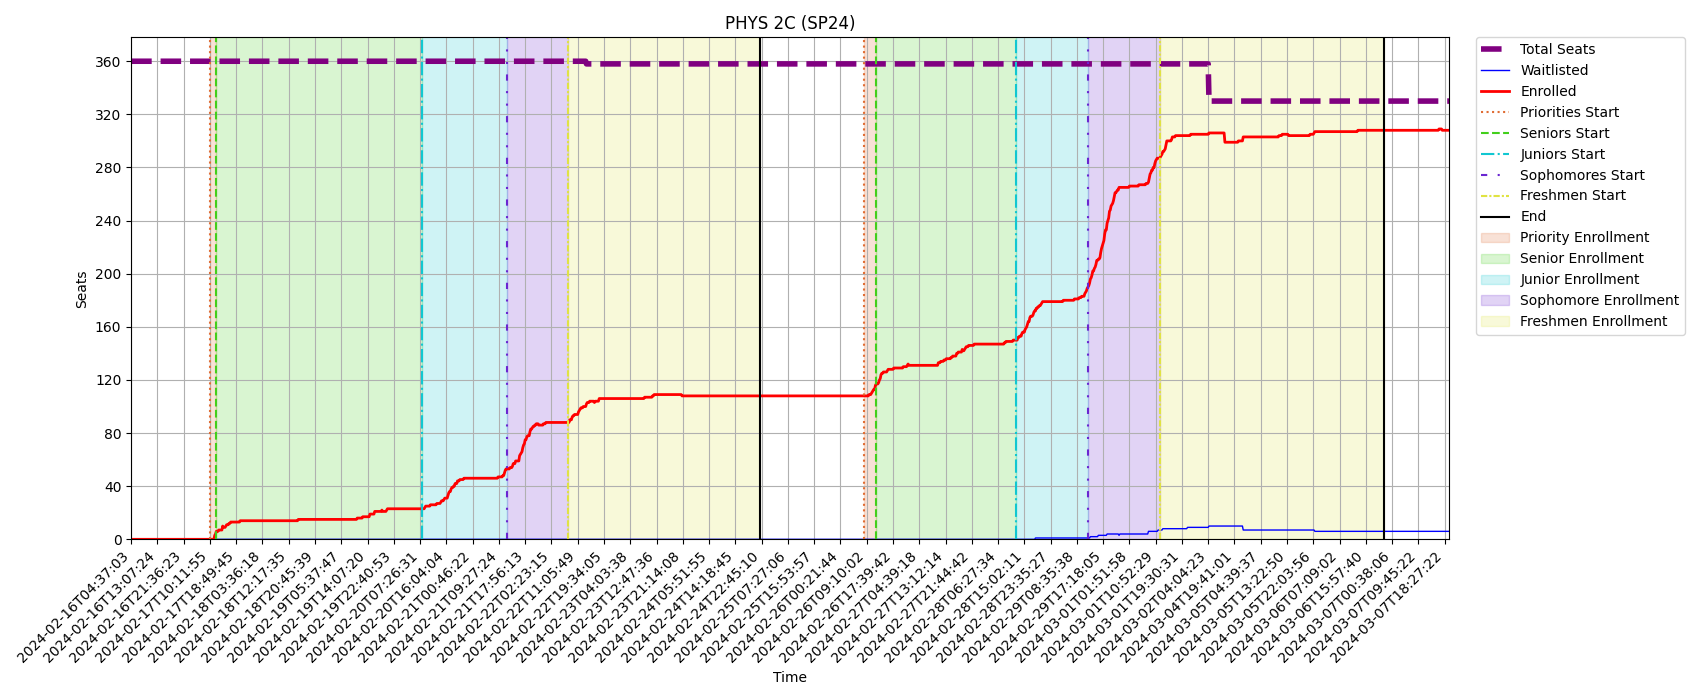 PHYS 2C (SP24)
Seats
360
320
280
240
200
160
120
80
40
0
2024-02-16T04:37:03
2024-02-16T13:07:24
2024-02-16T21:36:23
2024-02-17T10:11:55
2024-02-17T18:49:45
2024-02-18T03:36:18
2024-02-18T12:17:35
2024-02-18T20:45:39
2024-02-19T05:37:47
2024-02-19T14:07:20
2024-02-19T22:40:53
2024-02-20T07:26:31
2024-02-20T16:04:04
2024-02-21T00:46:22
2024-02-21T09:27:24
2024-02-21T17:56:13
2024-02-22T02:23:15
2024-02-22T11:05:49
2024-02-22T19:34:05
2024-02-23T04:03:38
2024-02-23T12:47:36
2024-02-23T21:14:08
2024-02-24T05:51:55
2024-02-24T14:18:45
2024-02-24T22:45:10
2024-02-25T07:27:06
2024-02-25T15:53:57
2024-02-26T00:21:44
2024-02-26T09:10:02
2024-02-26T17:39:42
2024-02-27T04:39:18
2024-02-27T13:12:14
2024-02-27T21:44:42
2024-02-28T06:27:34
2024-02-28T15:02:11
2024-02-28T23:35:27
2024-02-29T08:35:38
2024-02-29T17:18:05
2024-03-01T01:51:58
2024-03-01T10:52:29
2024-03-01T19:30:31
2024-03-02T04:04:23
2024-03-04T19:41:01
2024-03-05T04:39:37
2024-03-05T13:22:50
2024-03-05T22:03:56
2024-03-06T07:09:02
2024-03-06T15:57:40
2024-03-07T00:38:06
2024-03-07T09:45:22
2024-03-07T18:27:22
Time
Total Seats
Waitlisted
Enrolled
Priorities Start
Seniors Start
Juniors Start
Sophomores Start
Freshmen Start
End
Priority Enrollment
Senior Enrollment
Junior Enrollment
Sophomore Enrollment
Freshmen Enrollment